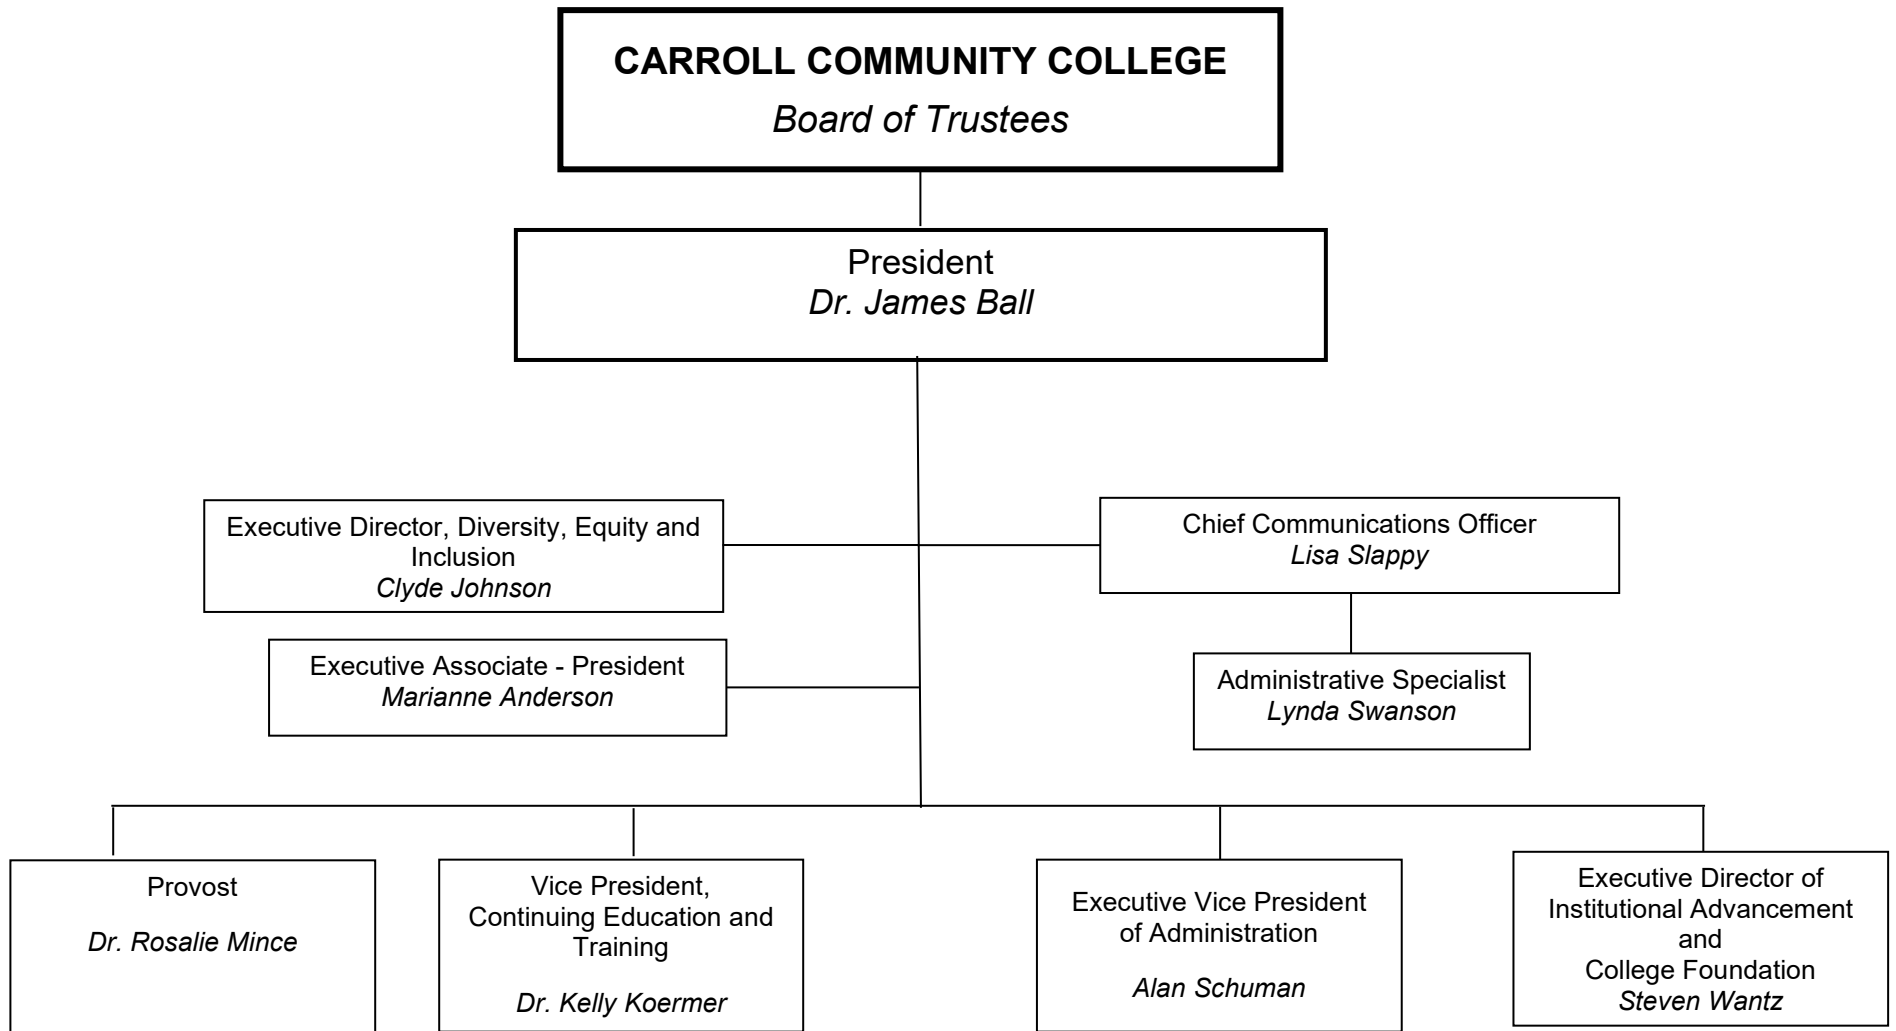 CARROLL COMMUNITY COLLEGE
Board of Trustees
President
Dr. James Ball
Executive Director, Diversity, Equity and
Inclusion
Clyde Johnson
Chief Communications Officer
Lisa Slappy
Executive Associate - President
Marianne Anderson
Administrative Specialist
Lynda Swanson
Provost
Dr. Rosalie Mince
Vice President,
Continuing Education and
Training
Dr. Kelly Koermer
Executive Vice President
of Administration
Alan Schuman
Executive Director of
Institutional Advancement
and
College Foundation
Steven Wantz